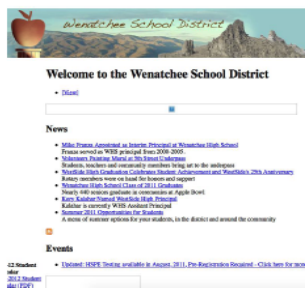 Wenatchee School District
Welcome to the Wenatchee School District
[View]
News
Mike Franza Appointed as Interim Principal at Wenatchee High School
Franza served as WHS principal from 2000-2005.
Volunteers Painting Mural at 5th Street Underpass
Students, teachers and community members bring art to the underpass
WestSide High Graduation Celebrates Student Achievement and WestSide's 25th Anniversary
Rotary members were on hand for honors and support
Wenatchee High School Class of 2011 Graduates
Nearly 440 seniors graduate in ceremonies at Apple Bowl
Kory Kalahar Named WestSide High Principal
Kalahar is currently WHS Assistant Principal
Summer 2011 Opportunities for Students
A menu of summer options for your students, in the district and around the community
Events
12 Student
Updated: HSPE Testing available in August, 2011, Pre-Registration Required - Click here for more
2012 Student
(PDF)